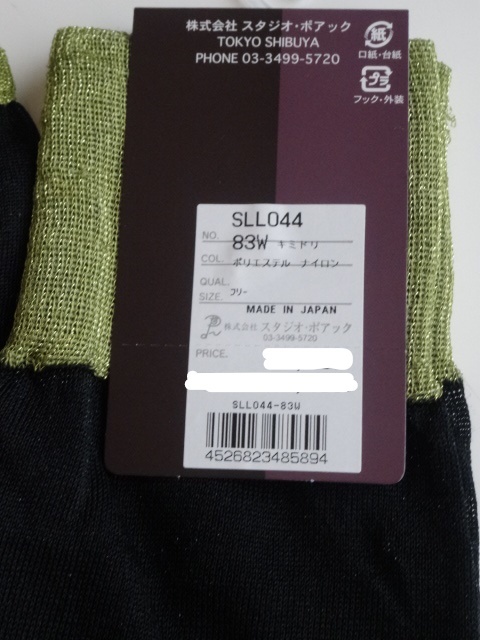 株式会社 スタジオ・ポアック
TOKYO SHIBUYA
PHONE 03-3499-5720
紙
口紙・台紙
プラ
フック・外装
SLL044
NO.
83W キミドリ
COL. ポリエステル ナイロン
QUAL.
SIZE. フリー
MADE IN JAPAN
株式会社 スタジオ・ポアック
03-3499-5720
PRICE.
SLL044-83W
4526823485894